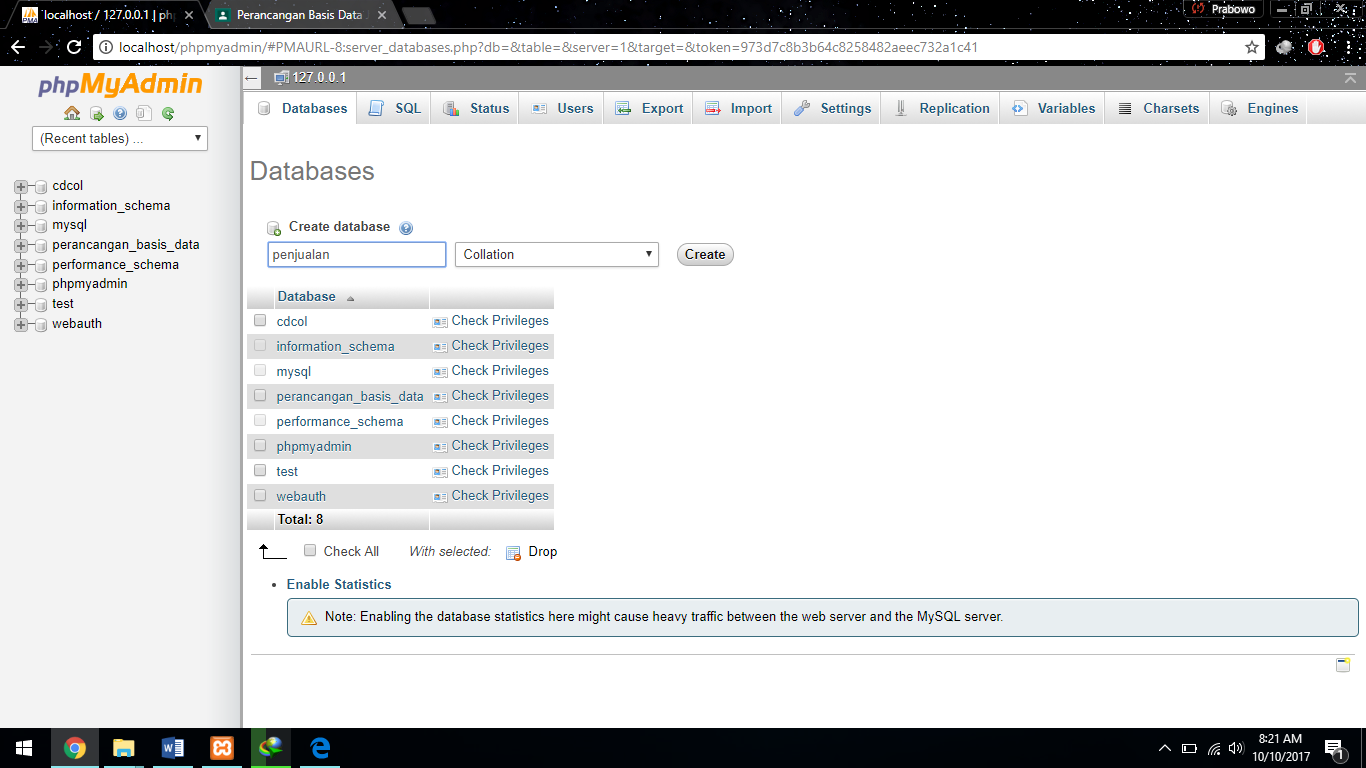 localhost / 127.0.0.1 | ph
Perancangan Basis Data
Prabowo
localhost/phpmyadmin/#PMAURL-8:server_databases.php?db=&table=&server=1&target=&token=973d7c8b3b64c8258482aeec732a1c41
phpMyAdmin
(Recent tables) ...
cdcol
information_schema
mysql
perancangan_basis_data
performance_schema
phpmyadmin
test
webauth
127.0.0.1
Databases SQL Status Users Export Import Settings Replication Variables Charsets Engines
Databases
Create database
penjualan Collation Create
Database
cdcol Check Privileges
information_schema Check Privileges
mysql Check Privileges
perancangan_basis_data Check Privileges
performance_schema Check Privileges
phpmyadmin Check Privileges
test Check Privileges
webauth Check Privileges
Total: 8
Check All With selected: Drop
Enable Statistics
Note: Enabling the database statistics here might cause heavy traffic between the web server and the MySQL server.
8:21 AM
10/10/2017
1